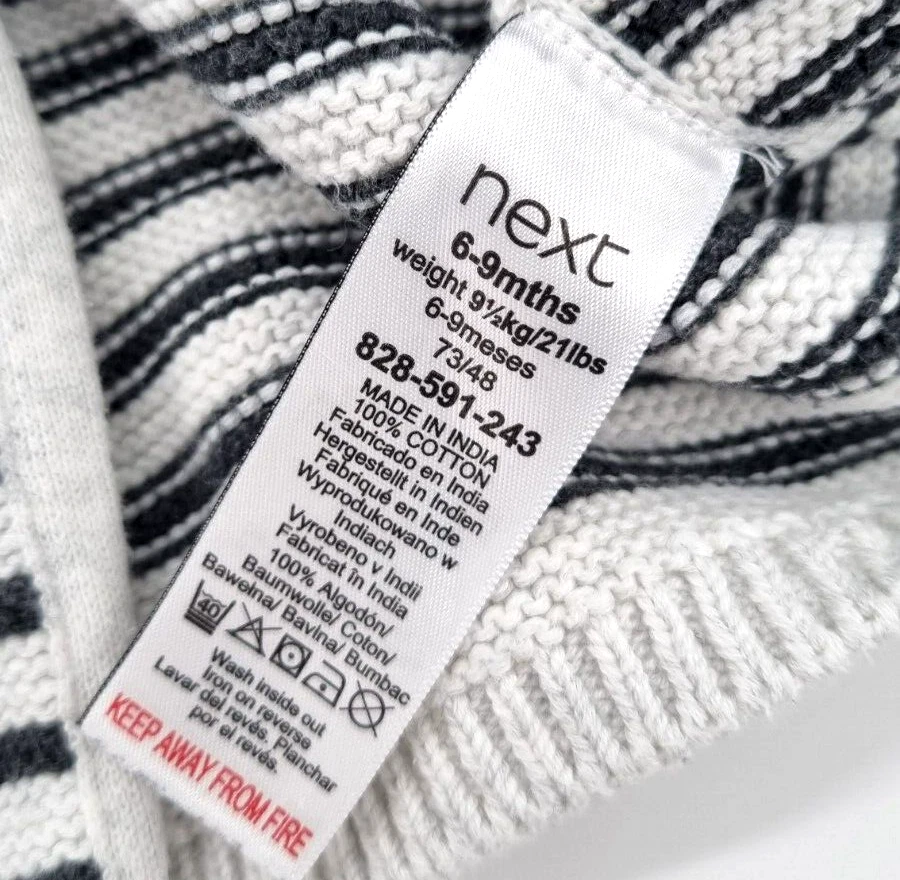 next
6-9mths
weight 9½kg/21lbs
6-9meses
73/48
828-591-243
MADE IN INDIA
100% COTTON
Fabricado en India
Hergestellt in Indien
Fabriqué en Inde
Wyprodukowano w
Indiach
Vyrobeno v Indii
Fabricat în India
100% Algodón/
Baumwolle/ Coton/
Bawełna/ Bavlna/ Bumbac
40
Wash inside out
Iron on reverse
Lavar del revés, Planchar
por el revés.
KEEP AWAY FROM FIRE